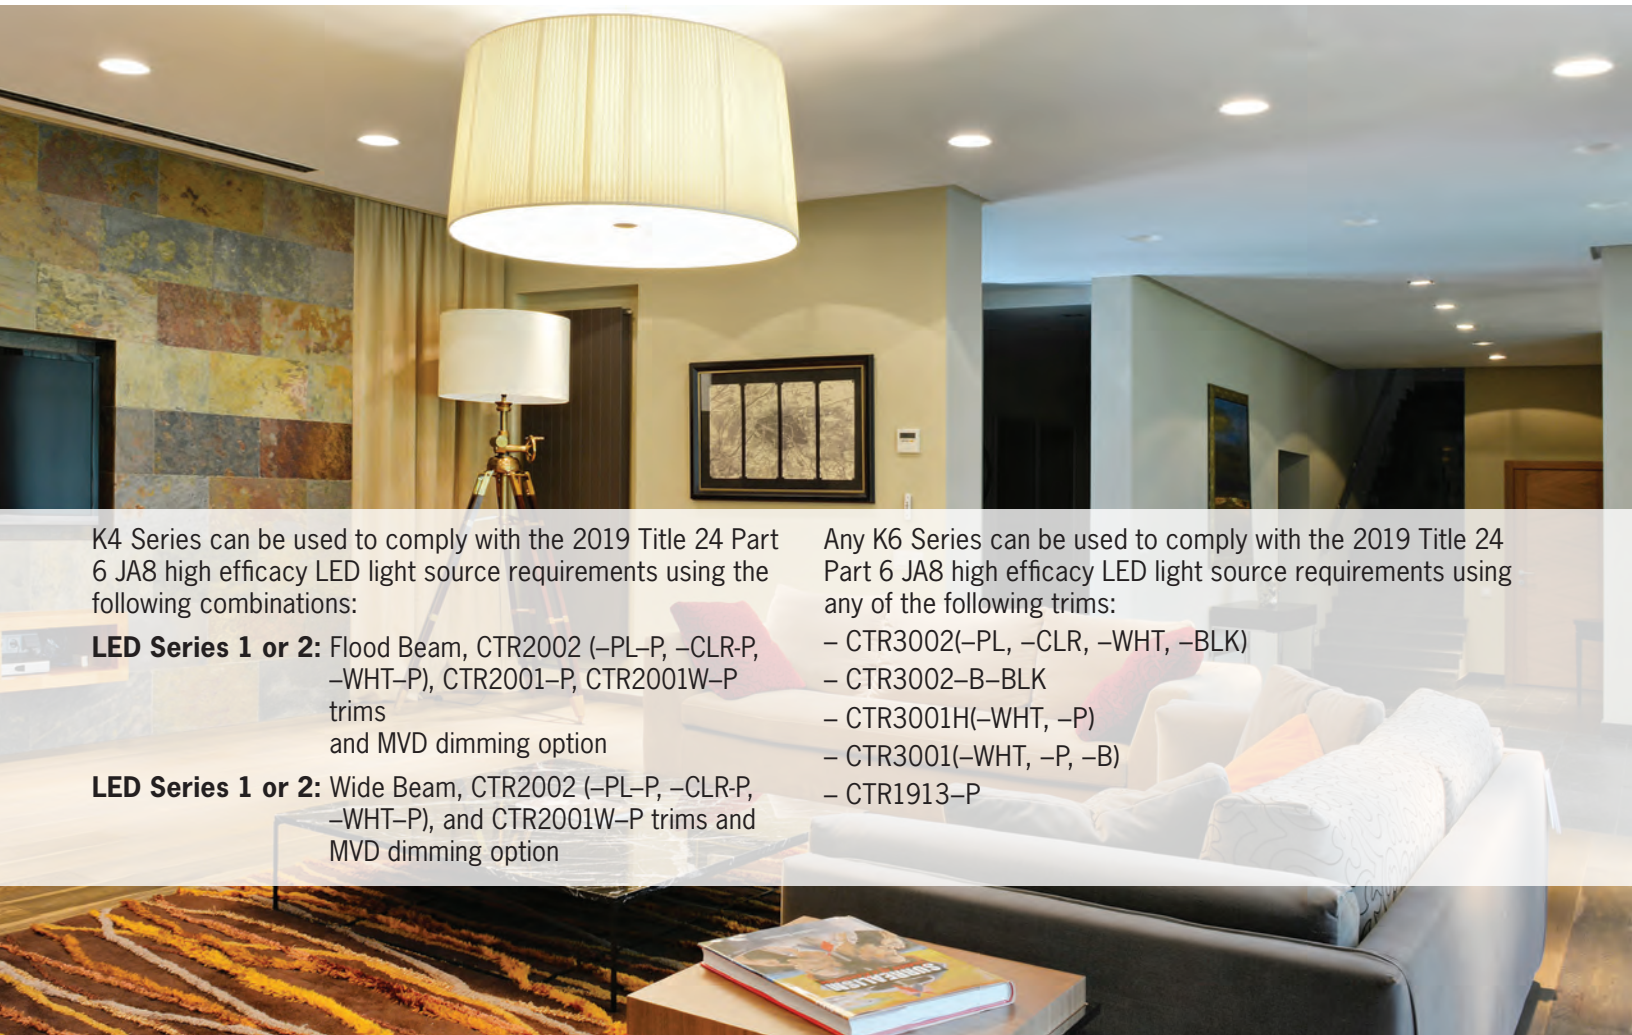 K4 Series can be used to comply with the 2019 Title 24 Part
6 JA8 high efficacy LED light source requirements using the
following combinations:
LED Series 1 or 2: Flood Beam, CTR2002 (–PL–P, –CLR-P,
–WHT–P), CTR2001–P, CTR2001W–P
trims
and MVD dimming option
LED Series 1 or 2: Wide Beam, CTR2002 (–PL–P, –CLR-P,
–WHT–P), and CTR2001W–P trims and
MVD dimming option
Any K6 Series can be used to comply with the 2019 Title 24
Part 6 JA8 high efficacy LED light source requirements using
any of the following trims:
– CTR3002(–PL, –CLR, –WHT, –BLK)
– CTR3002–B–BLK
– CTR3001H(–WHT, –P)
– CTR3001(–WHT, –P, –B)
– CTR1913–P
SURREALISM